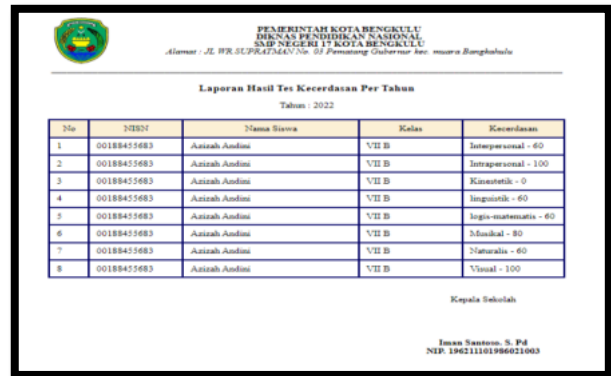 PEMERINTAH KOTA BENGKULU
DIKNAS PENDIDIKAN NASIONAL
SMP NEGERI 17 KOTA BENGKULU
Alamat : JL WR.SUPRATMAN No. 05 Pematang Gubernur kec. muara Bangkahulu
Laporan Hasil Tes Kecerdasan Per Tahun
Tahun : 2022
No NISN Nama Siswa Kelas Kecerdasan
1 00188455683 Azizah Andini VII B Interpersonal - 60
2 00188455683 Azizah Andini VII B Intrapersonal - 100
3 00188455683 Azizah Andini VII B Kinestetik - 0
4 00188455683 Azizah Andini VII B linguistik - 60
5 00188455683 Azizah Andini VII B logis-matematis - 60
6 00188455683 Azizah Andini VII B Musikal - 80
7 00188455683 Azizah Andini VII B Naturalis - 60
8 00188455683 Azizah Andini VII B Visual - 100
Kepala Sekolah
Iman Santoso. S. Pd
NIP. 196211101986021003